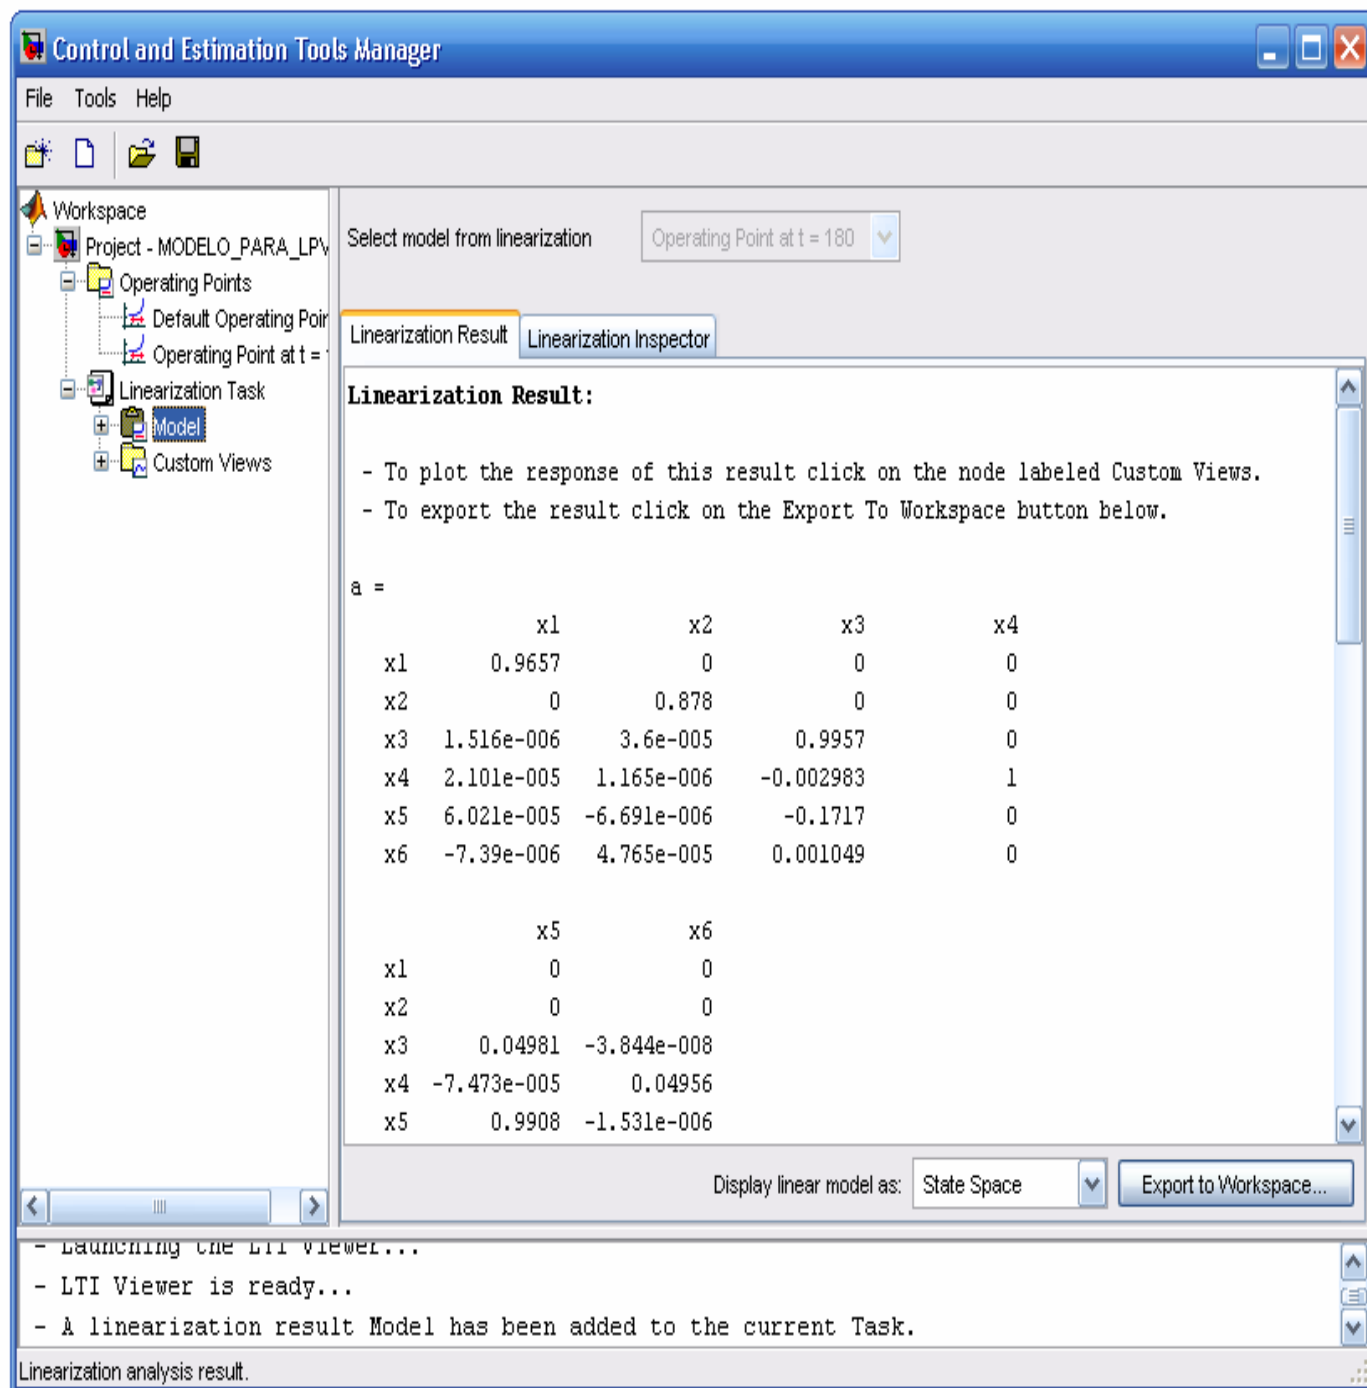 Control and Estimation Tools Manager
File Tools Help
Workspace
Project - MODELO_PARA_LPV
Operating Points
Default Operating Poin
Operating Point at t =
Linearization Task
Model
Custom Views
Select model from linearization Operating Point at t = 180
Linearization Result Linearization Inspector
Linearization Result:
- To plot the response of this result click on the node labeled Custom Views.
- To export the result click on the Export To Workspace button below.
a =
x1 x2 x3 x4
x1 0.9657 0 0 0
x2 0 0.878 0 0
x3 1.516e-006 3.6e-005 0.9957 0
x4 2.101e-005 1.165e-006 -0.002983 1
x5 6.021e-005 -6.691e-006 -0.1717 0
x6 -7.39e-006 4.765e-005 0.001049 0
x5 x6
x1 0 0
x2 0 0
x3 0.04981 -3.844e-008
x4 -7.473e-005 0.04956
x5 0.9908 -1.531e-006
Display linear model as: State Space Export to Workspace...
- Launching the LTI Viewer...
- LTI Viewer is ready...
- A linearization result Model has been added to the current Task.
Linearization analysis result.